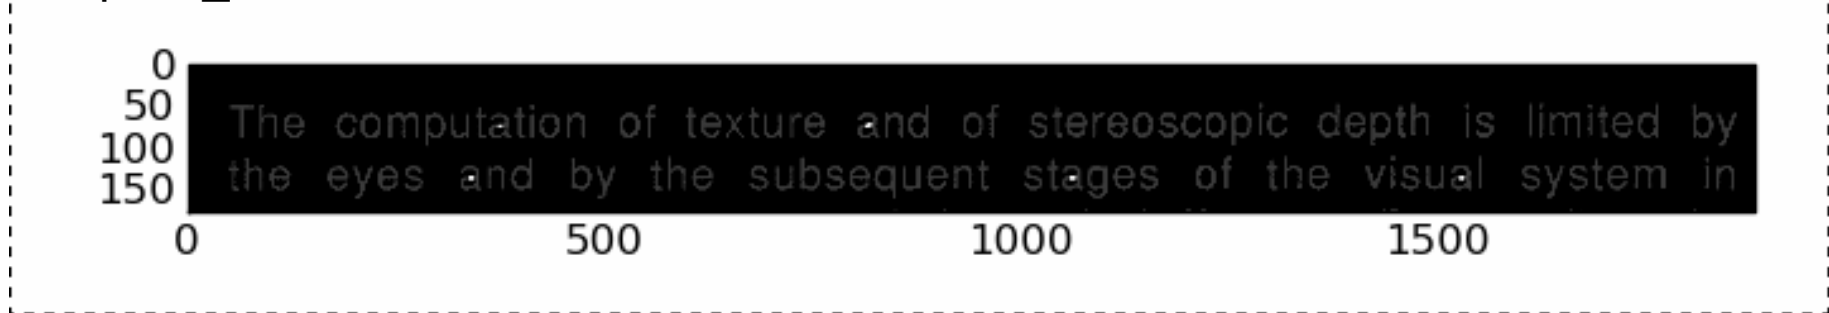 0
50
100
150
The computation of texture and of stereoscopic depth is limited by
the eyes and by the subsequent stages of the visual system in
0 500 1000 1500